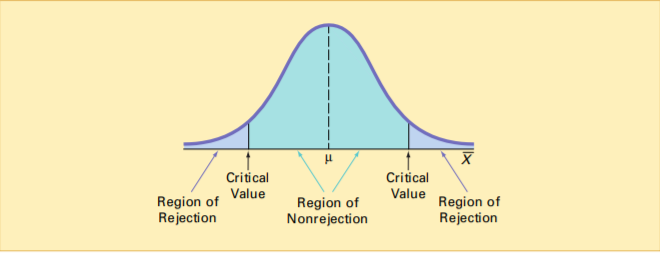 μ
X̅
Critical
Value
Critical
Value
Region of
Rejection
Region of
Nonrejection
Region of
Rejection